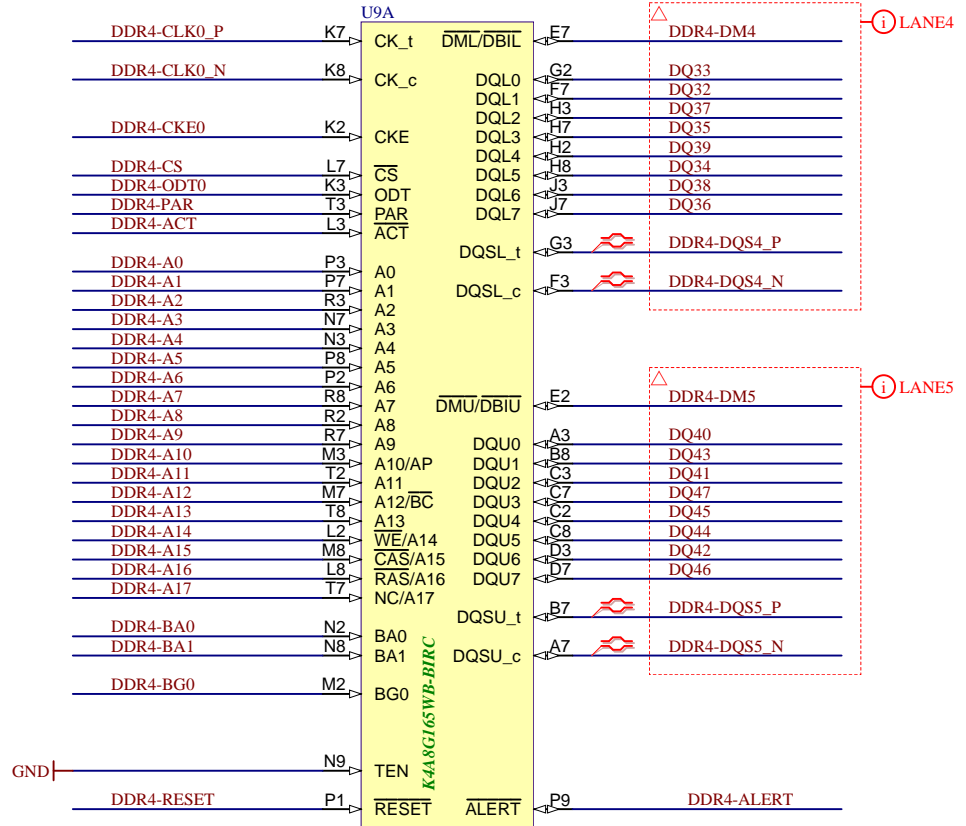 U9A
DDR4-CLK0_P K7 CK_t DML/DBIL E7 DDR4-DM4 LANE4
DDR4-CLK0_N K8 CK_c DQL0 G2 DQ33
DQL1 F7 DQ32
DQL2 H3 DQ37
DDR4-CKE0 K2 CKE DQL3 H7 DQ35
DQL4 H2 DQ39
DDR4-CS L7 CS DQL5 H8 DQ34
DDR4-ODT0 K3 ODT DQL6 J3 DQ38
DDR4-PAR T3 PAR DQL7 J7 DQ36
DDR4-ACT L3 ACT
DQSL_t G3 DDR4-DQS4_P
DDR4-A0 P3 A0
DDR4-A1 P7 A1 DQSL_c F3 DDR4-DQS4_N
DDR4-A2 R3 A2
DDR4-A3 N7 A3
DDR4-A4 N3 A4
DDR4-A5 P8 A5
DDR4-A6 P2 A6
DDR4-A7 R8 A7 DMU/DBIU E2 DDR4-DM5 LANE5
DDR4-A8 R2 A8
DDR4-A9 R7 A9 DQU0 A3 DQ40
DDR4-A10 M3 A10/AP DQU1 B8 DQ43
DDR4-A11 T2 A11 DQU2 C3 DQ41
DDR4-A12 M7 A12/BC DQU3 C7 DQ47
DDR4-A13 T8 A13 DQU4 C2 DQ45
DDR4-A14 L2 WE/A14 DQU5 C8 DQ44
DDR4-A15 M8 CAS/A15 DQU6 D3 DQ42
DDR4-A16 L8 RAS/A16 DQU7 D7 DQ46
DDR4-A17 T7 NC/A17
DQSU_t B7 DDR4-DQS5_P
DDR4-BA0 N2 BA0
DDR4-BA1 N8 BA1 DQSU_c A7 DDR4-DQS5_N
DDR4-BG0 M2 BG0
K4A8G165WB-BIRC
GND N9 TEN
DDR4-RESET P1 RESET ALERT P9 DDR4-ALERT